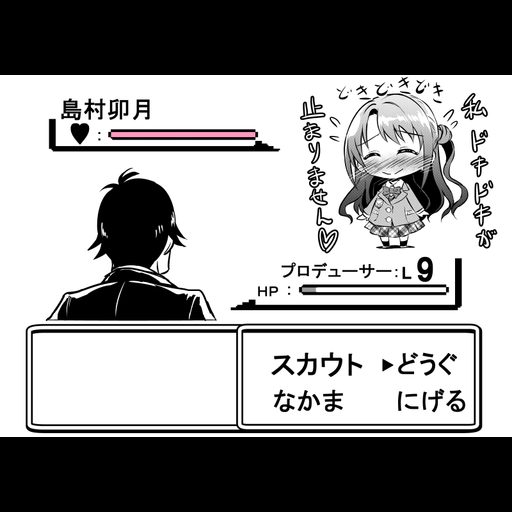 島村卯月
♥：
どきどきどき
私ドキドキが
止まりません♡
プロデューサー：L9
HP：
スカウト ▶どうぐ
なかま にげる